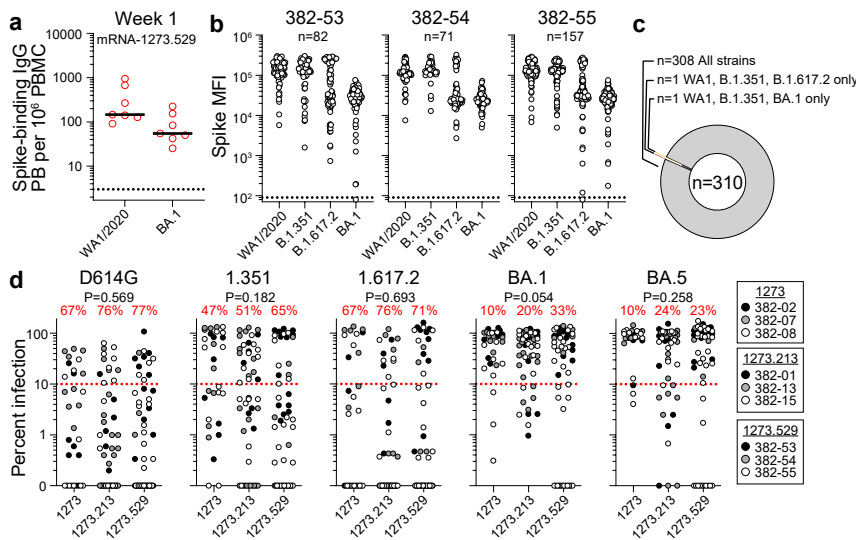 a
Week 1
mRNA-1273.529
Spike-binding IgG
PB per 10⁶ PBMC
1000
1000
100
10
WA1/2020
BA.1
b
382-53
n=82
382-54
n=71
382-55
n=157
Spike MFI
10⁶
10⁵
10⁴
10³
10²
WA1/2020
B.1.351
B.1.617.2
BA.1
WA1/2020
B.1.351
B.1.617.2
BA.1
WA1/2020
B.1.351
B.1.617.2
BA.1
c
n=308 All strains
n=1 WA1, B.1.351, B.1.617.2 only
n=1 WA1, B.1.351, BA.1 only
n=310
d
D614G
P=0.569
67% 76% 77%
1.351
P=0.182
47% 51% 65%
1.617.2
P=0.693
67% 76% 71%
BA.1
P=0.054
10% 20% 33%
BA.5
P=0.258
10% 24% 23%
Percent infection
100
10
1
0
1273
1273.213
1273.529
1273
1273.213
1273.529
1273
1273.213
1273.529
1273
1273.213
1273.529
1273
1273.213
1273.529
1273
382-02
382-07
382-08
1273.213
382-01
382-13
382-15
1273.529
382-53
382-54
382-55